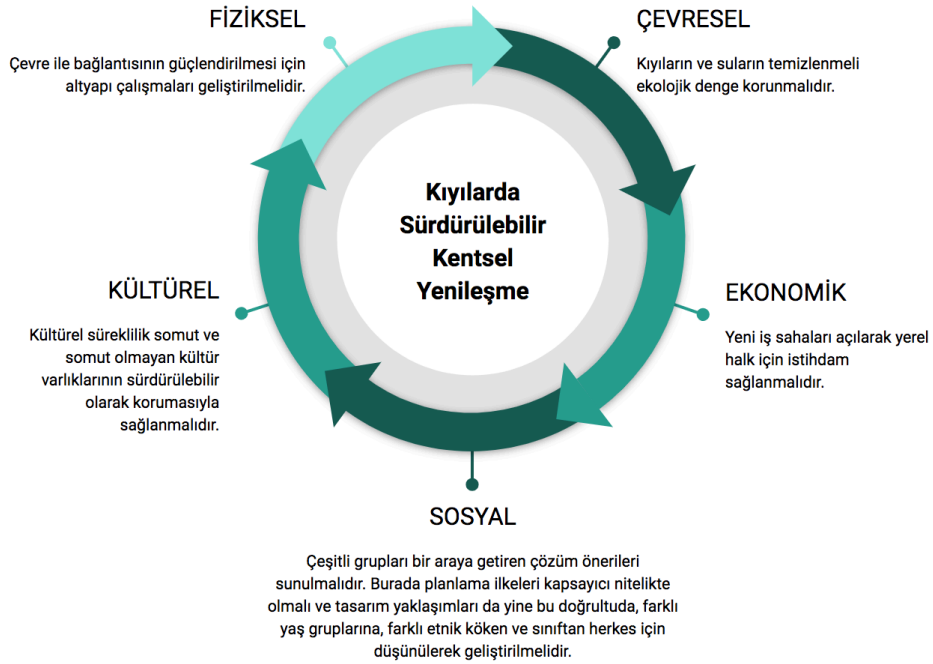 FİZİKSEL
Çevre ile bağlantısının güçlendirilmesi için
altyapı çalışmaları geliştirilmelidir.
ÇEVRESEL
Kıyıların ve suların temizlenmeli
ekolojik denge korunmalıdır.
Kıyılarda
Sürdürülebilir
Kentsel
Yenileşme
KÜLTÜREL
Kültürel süreklilik somut ve
somut olmayan kültür
varlıklarının sürdürülebilir
olarak korumasıyla
sağlanmalıdır.
EKONOMİK
Yeni iş sahaları açılarak yerel
halk için istihdam
sağlanmalıdır.
SOSYAL
Çeşitli grupları bir araya getiren çözüm önerileri
sunulmalıdır. Burada planlama ilkeleri kapsayıcı nitelikte
olmalı ve tasarım yaklaşımları da yine bu doğrultuda, farklı
yaş gruplarına, farklı etnik köken ve sınıftan herkes için
düşünülerek geliştirilmelidir.